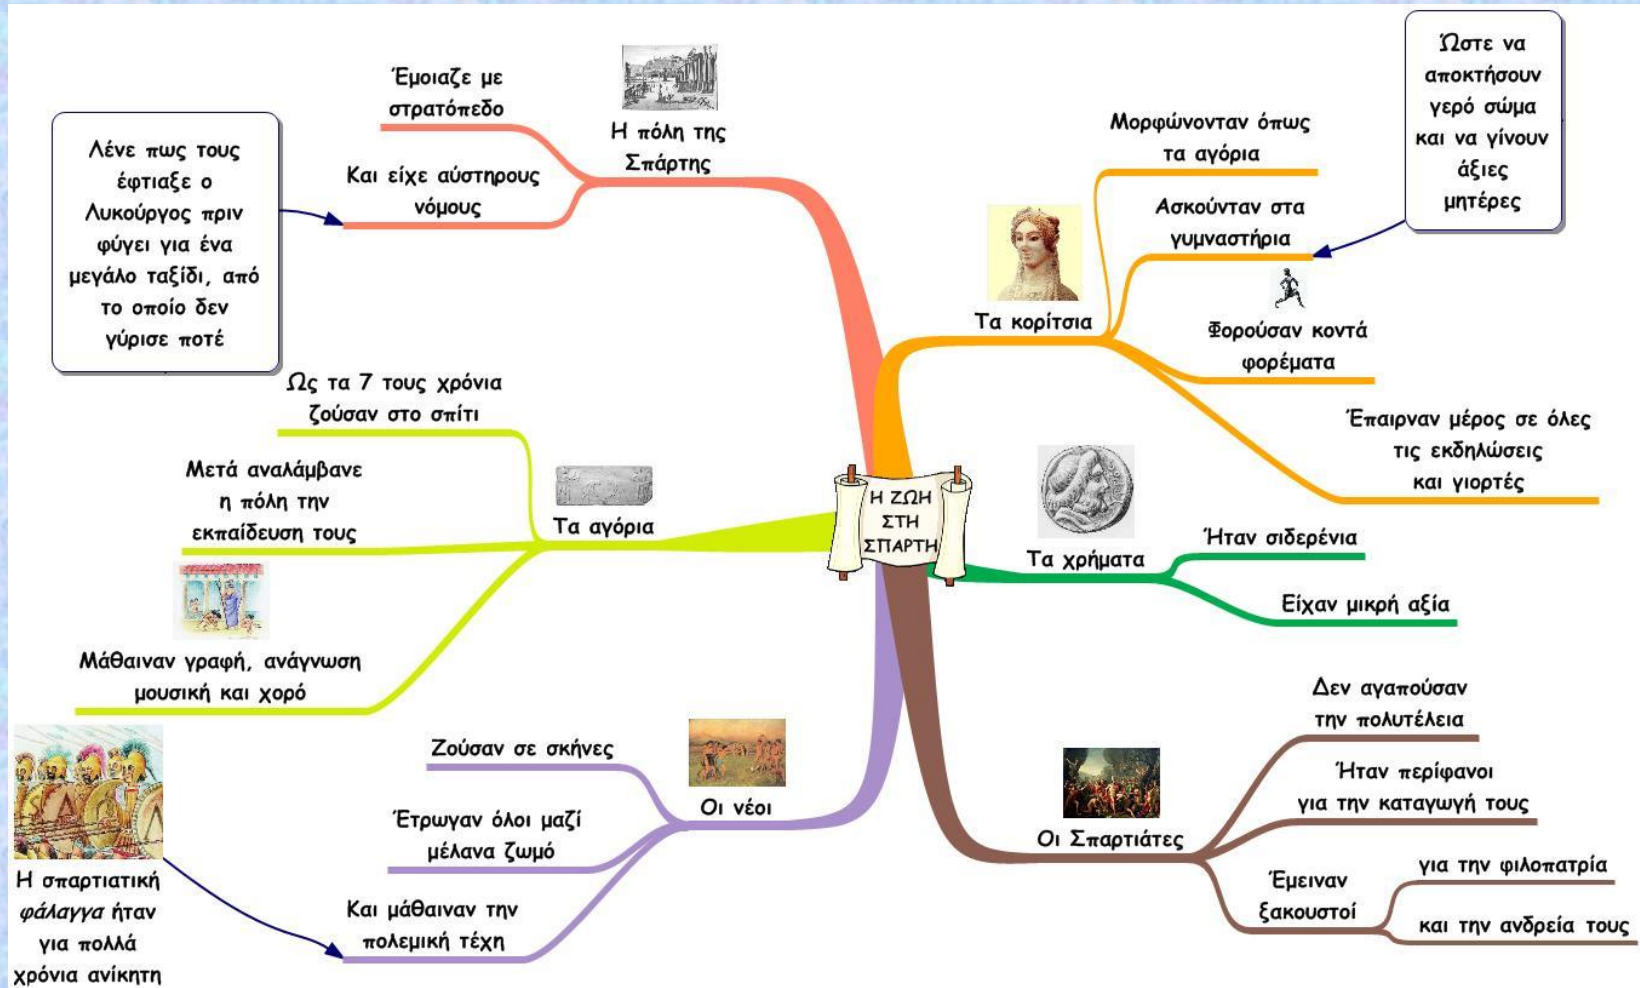 Η ΖΩΗ
ΣΤΗ
ΣΠΑΡΤΗ
Η πόλη της
Σπάρτης
Έμοιαζε με
στρατόπεδο
Και είχε αύστηρους
νόμους
Λένε πως τους
έφτιαξε ο
Λυκούργος πριν
φύγει για ένα
μεγάλο ταξίδι, από
το οποίο δεν
γύρισε ποτέ
Τα κορίτσια
Μορφώνονταν όπως
τα αγόρια
Ασκούνταν στα
γυμναστήρια
Ώστε να
αποκτήσουν
γερό σώμα
και να γίνουν
άξιες
μητέρες
Φορούσαν κοντά
φορέματα
Έπαιρναν μέρος σε όλες
τις εκδηλώσεις
και γιορτές
Τα αγόρια
Ως τα 7 τους χρόνια
ζούσαν στο σπίτι
Μετά αναλάμβανε
η πόλη την
εκπαίδευση τους
Μάθαιναν γραφή, ανάγνωση
μουσική και χορό
Τα χρήματα
Ήταν σιδερένια
Είχαν μικρή αξία
Οι νέοι
Ζούσαν σε σκήνες
Έτρωγαν όλοι μαζί
μέλανα ζωμό
Και μάθαιναν την
πολεμική τέχη
Η σπαρτιατική
φάλαγγα ήταν
για πολλά
χρόνια ανίκητη
Οι Σπαρτιάτες
Δεν αγαπούσαν
την πολυτέλεια
Ήταν περίφανοι
για την καταγωγή τους
Έμειναν
ξακουστοί
για την φιλοπατρία
και την ανδρεία τους